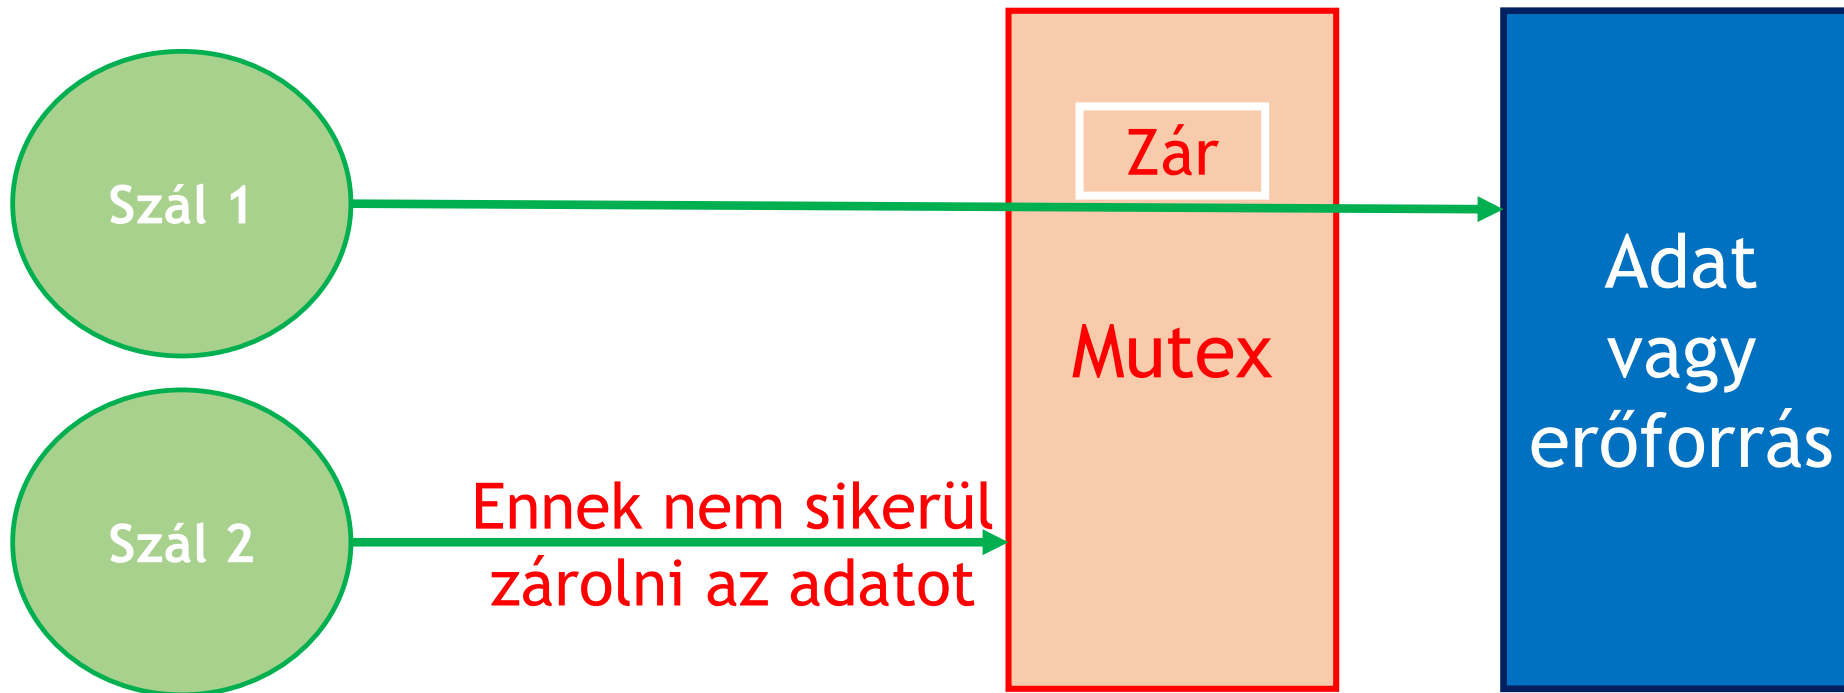 Szál 1
Zár
Mutex
Adat
vagy
erőforrás
Szál 2
Ennek nem sikerül
zárolni az adatot